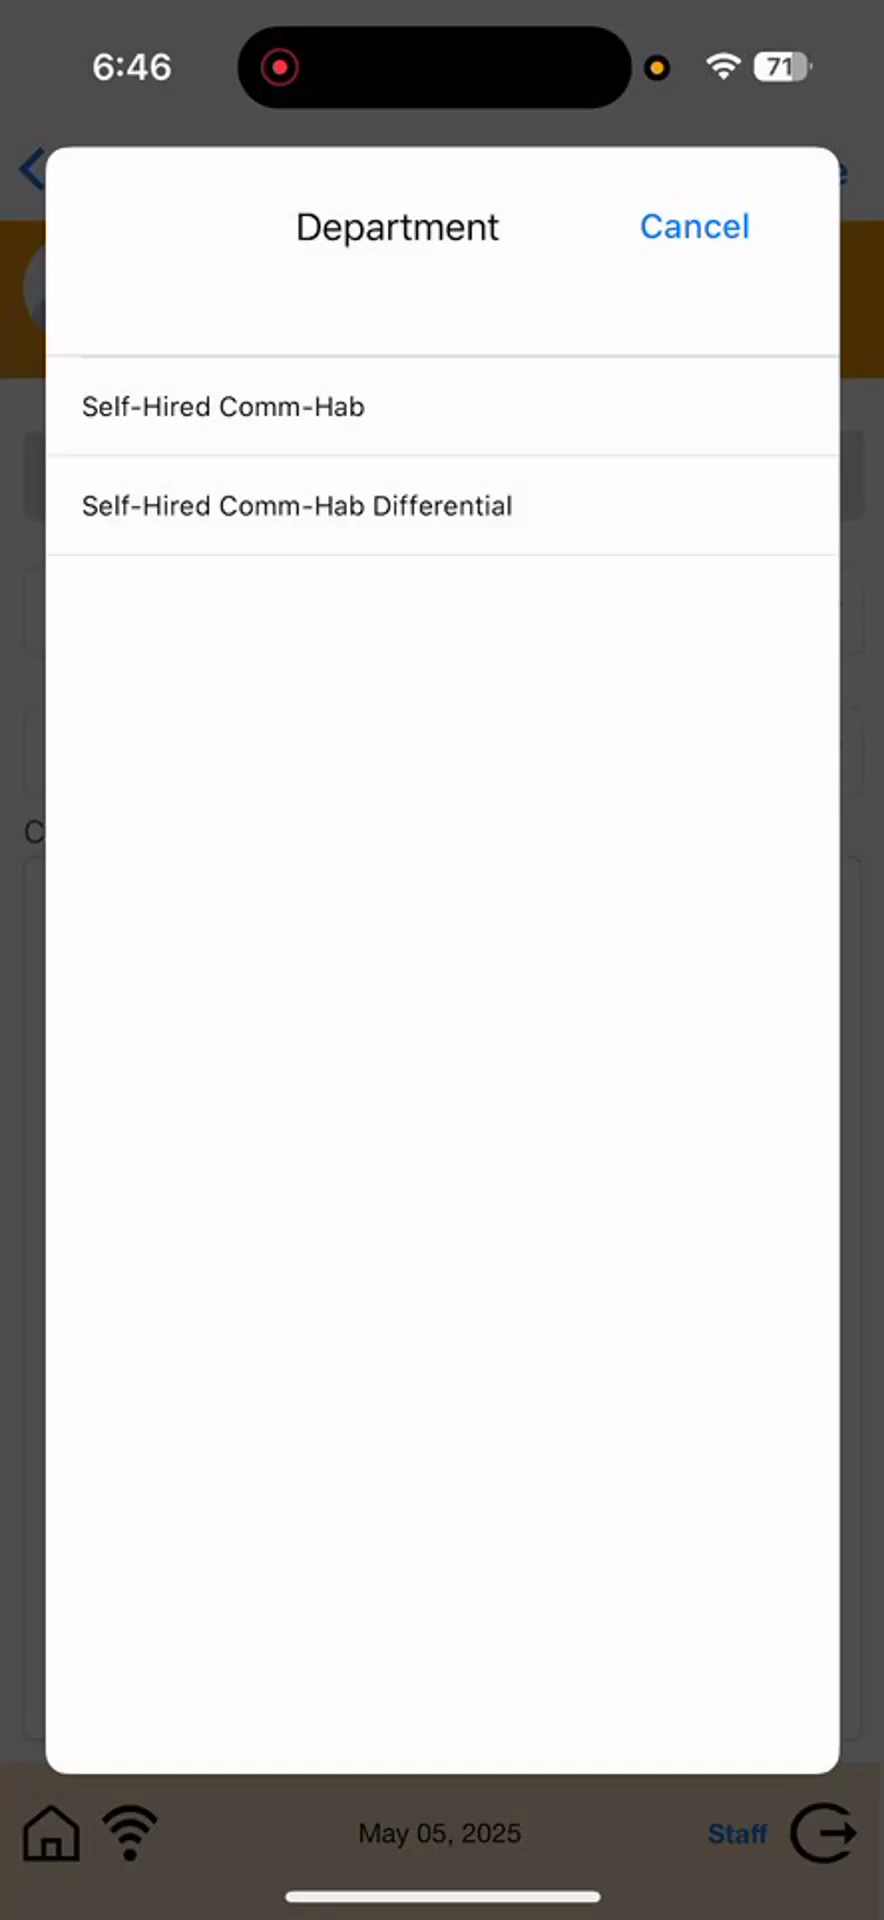 6:46
71
Department
Cancel
Self-Hired Comm-Hab
Self-Hired Comm-Hab Differential
C
May 05, 2025
Staff